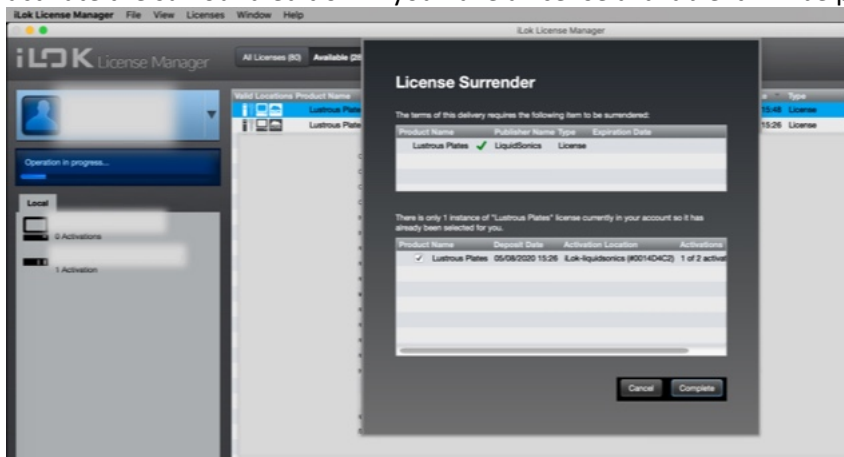 iLok License Manager File View Licenses Window Help
iLok License Manager
iLOK License Manager
All Licenses (93) Available
Valid Locations Product Name
Type
Lustrous Plate
15:48 License
Lustrous Plate
15:26 License
Operation in progress...
Local
0 Activations
1 Activation
License Surrender
The terms of this delivery requires the following item to be surrendered:
Product Name Publisher Name Type Expiration Date
Lustrous Plates LiquidSonics License
There is only 1 instance of "Lustrous Plates" license currently in your account so it has
already been selected for you.
Product Name Deposit Date Activation Location Activations
Lustrous Plates 05/08/2020 15:26 iLok-liquidsonics (#0014D4C2) 1 of 2 activat
Cancel Complete